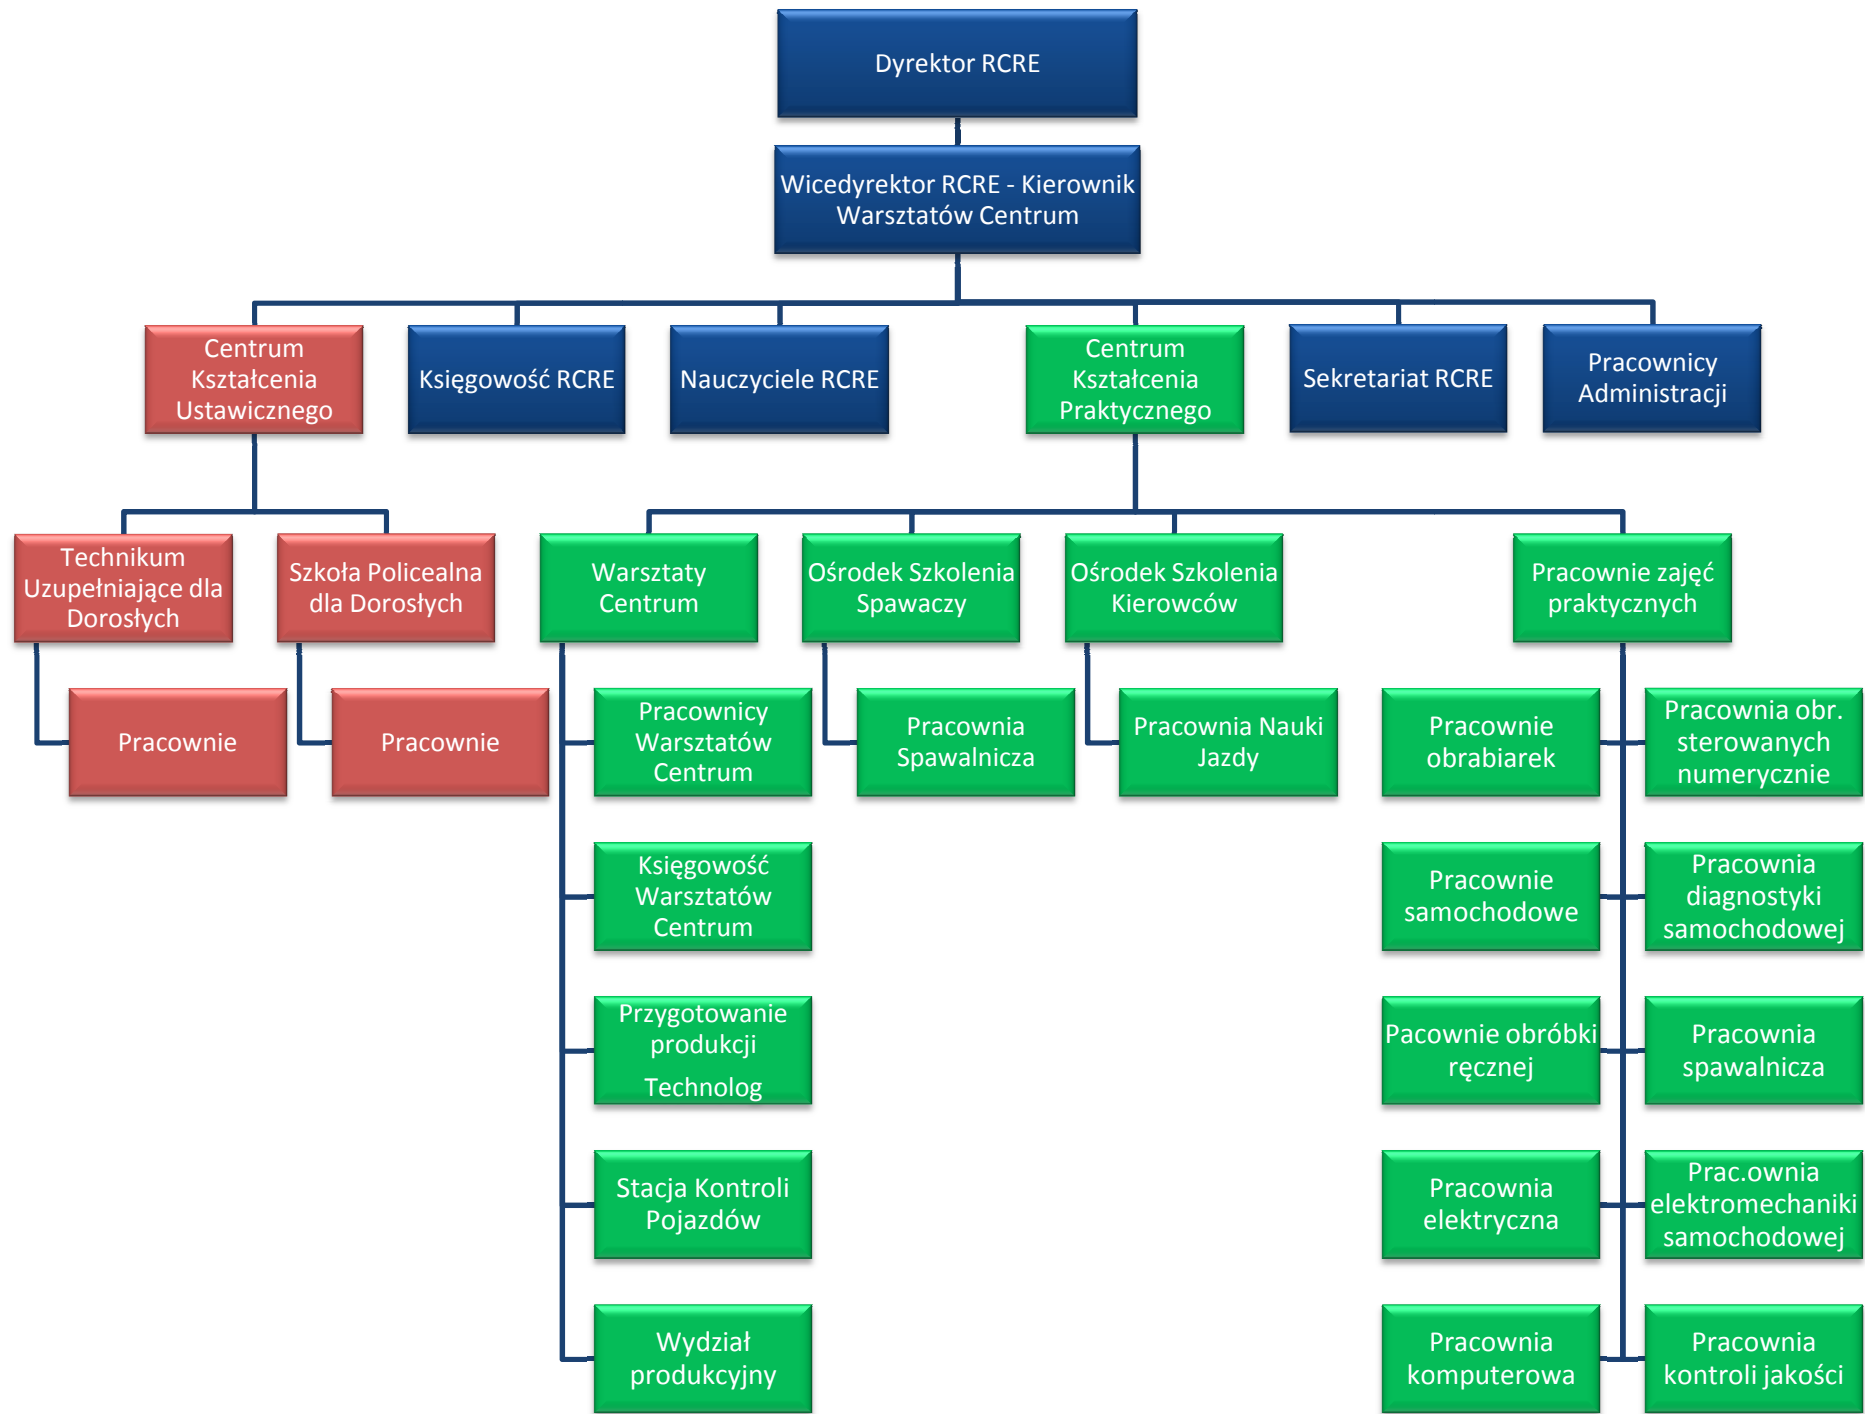 Dyrektor RCRE
Wicedyrektor RCRE - Kierownik
Warsztatów Centrum
Centrum
Kształcenia
Ustawicznego
Księgowość RCRE
Nauczyciele RCRE
Centrum
Kształcenia
Praktycznego
Sekretariat RCRE
Pracownicy
Administracji
Technikum
Uzupełniające dla
Dorosłych
Szkoła Policealna
dla Dorosłych
Warsztaty
Centrum
Ośrodek Szkolenia
Spawaczy
Ośrodek Szkolenia
Kierowców
Pracownie zajęć
praktycznych
Pracownie
Pracownie
Pracownicy
Warsztatów
Centrum
Pracownia
Spawalnicza
Pracownia Nauki
Jazdy
Pracownie
obrabiarek
Pracownia obr.
sterowanych
numerycznie
Księgowość
Warsztatów
Centrum
Pracownie
samochodowe
Pracownia
diagnostyki
samochodowej
Przygotowanie
produkcji
Technolog
Pacownie obróbki
ręcznej
Pracownia
spawalnicza
Stacja Kontroli
Pojazdów
Pracownia
elektryczna
Prac.ownia
elektromechaniki
samochodowej
Wydział
produkcyjny
Pracownia
komputerowa
Pracownia
kontroli jakości